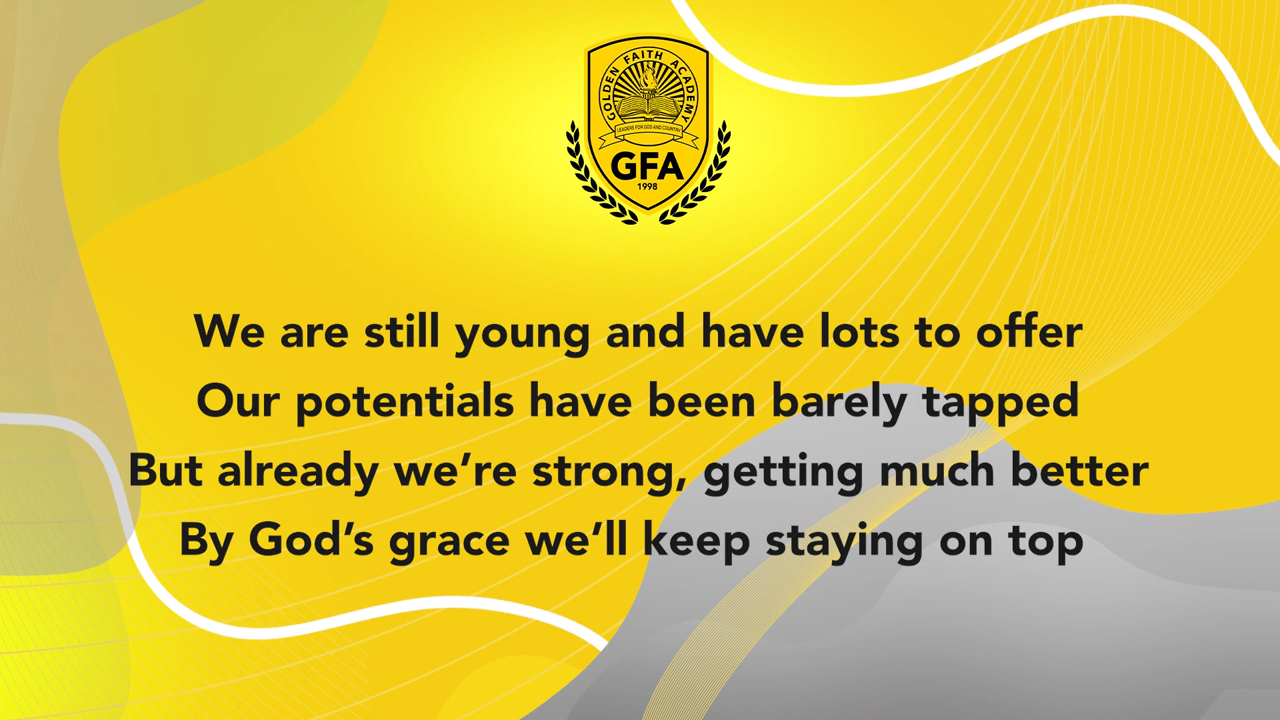 GOLDEN FAITH ACADEMY
LEADERS FOR GOD AND COUNTRY
GFA
1998
We are still young and have lots to offer
Our potentials have been barely tapped
But already we’re strong, getting much better
By God’s grace we’ll keep staying on top